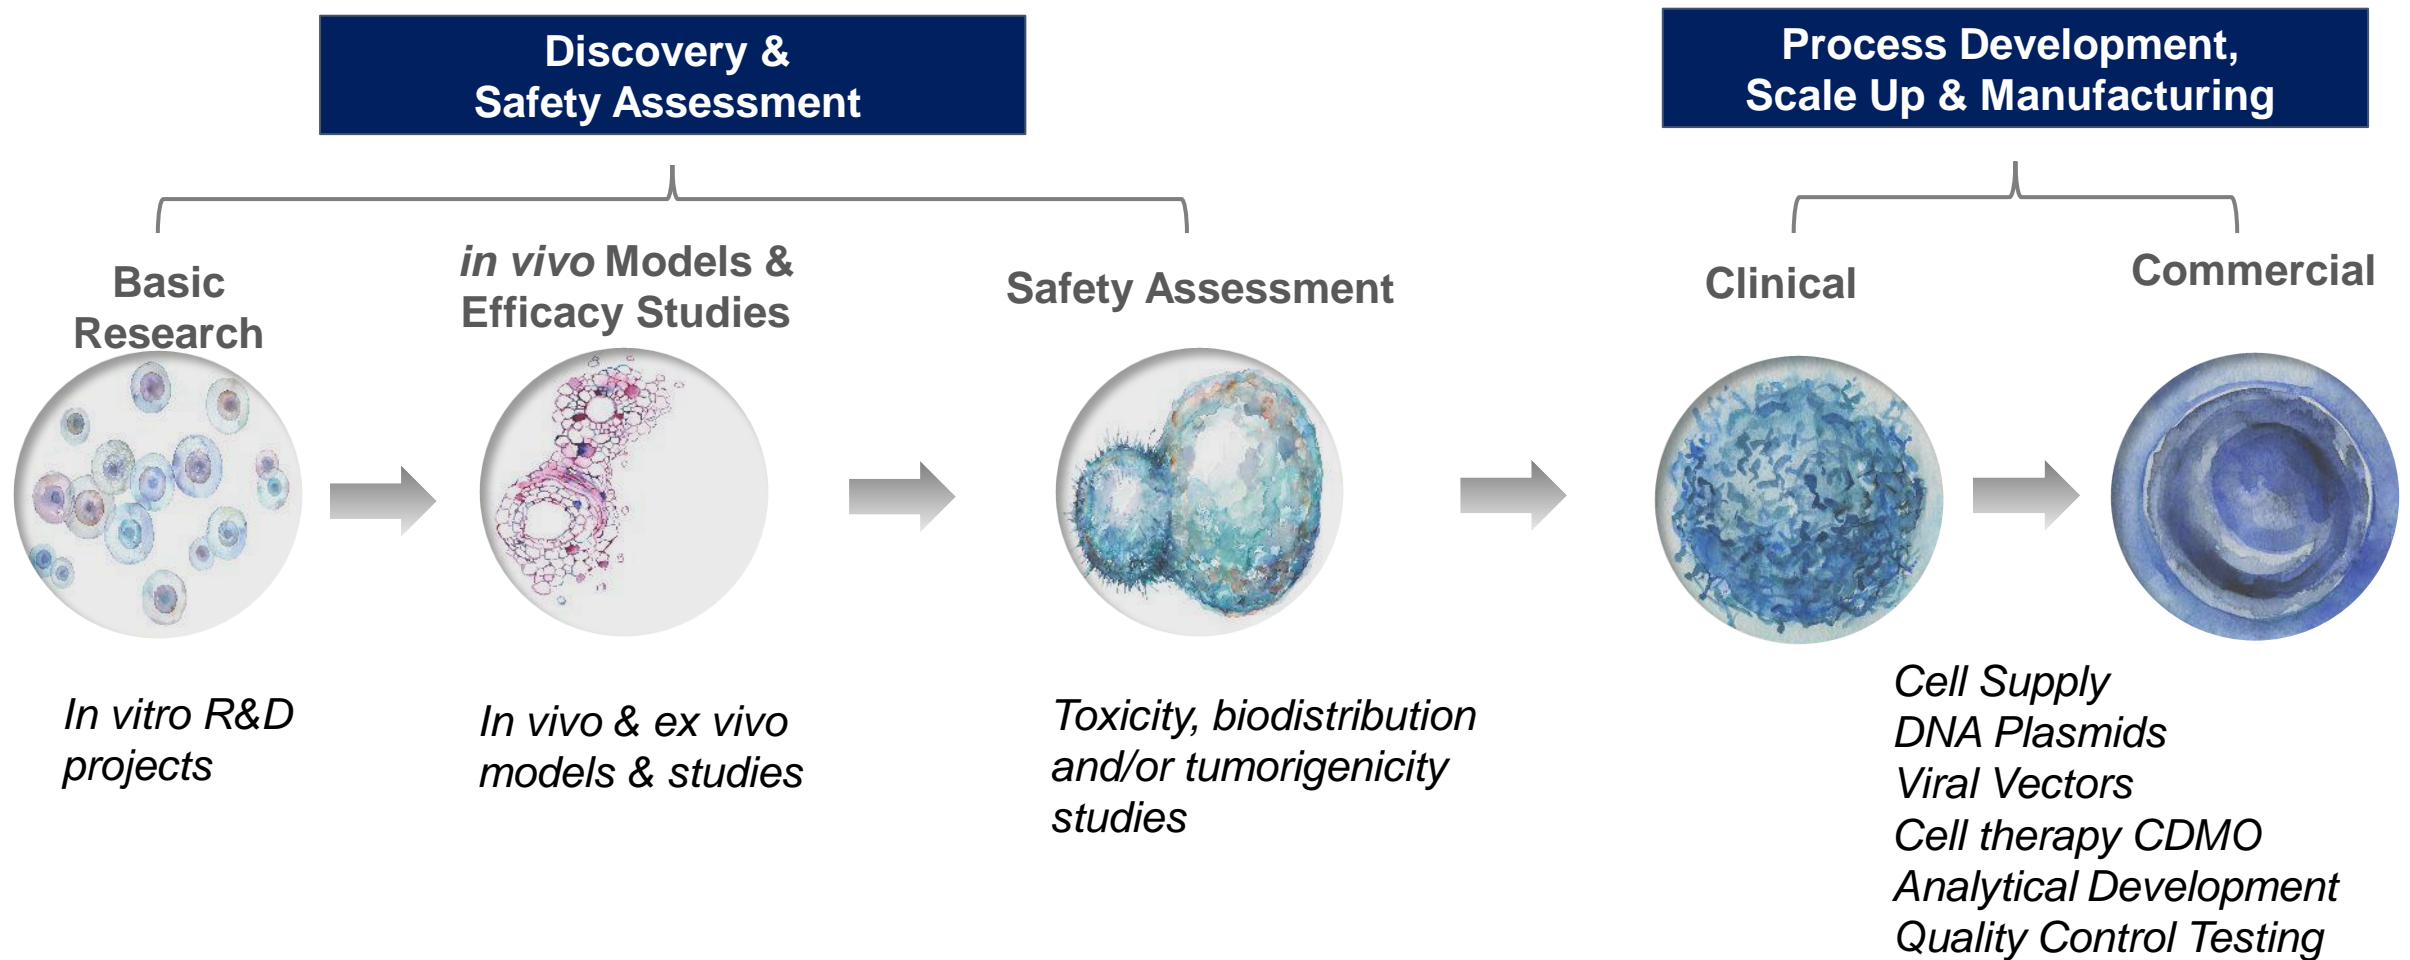 Discovery &
Safety Assessment
Process Development,
Scale Up & Manufacturing
Basic
Research
in vivo Models &
Efficacy Studies
Safety Assessment
Clinical
Commercial
In vitro R&D
projects
In vivo & ex vivo
models & studies
Toxicity, biodistribution
and/or tumorigenicity
studies
Cell Supply
DNA Plasmids
Viral Vectors
Cell therapy CDMO
Analytical Development
Quality Control Testing